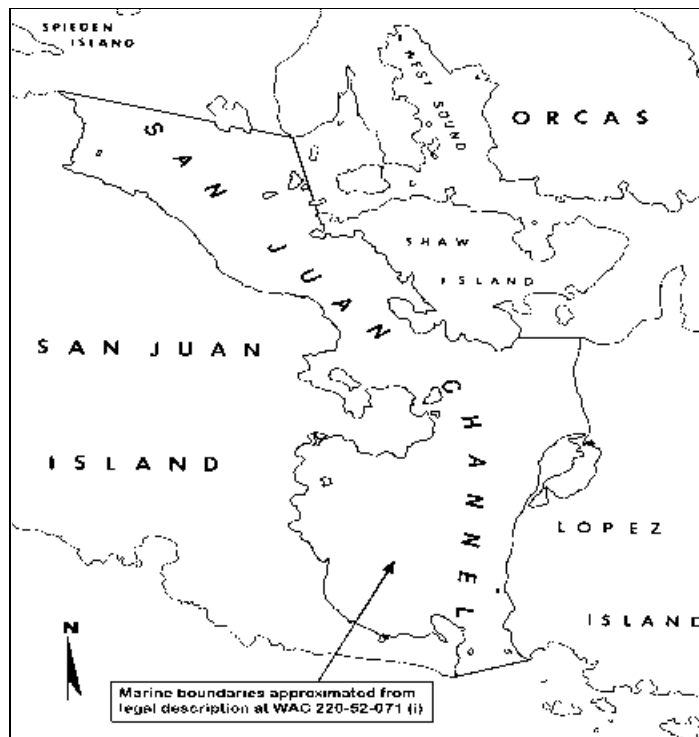 SPIEDEN
ISLAND
WEST SOUND
ORCAS
SAN JUAN CHANNEL
SHAW
ISLAND
SAN JUAN
ISLAND
LOPEZ
ISLAND
N
Marine boundaries approximated from
legal description at WAC 220-52-071 (i)